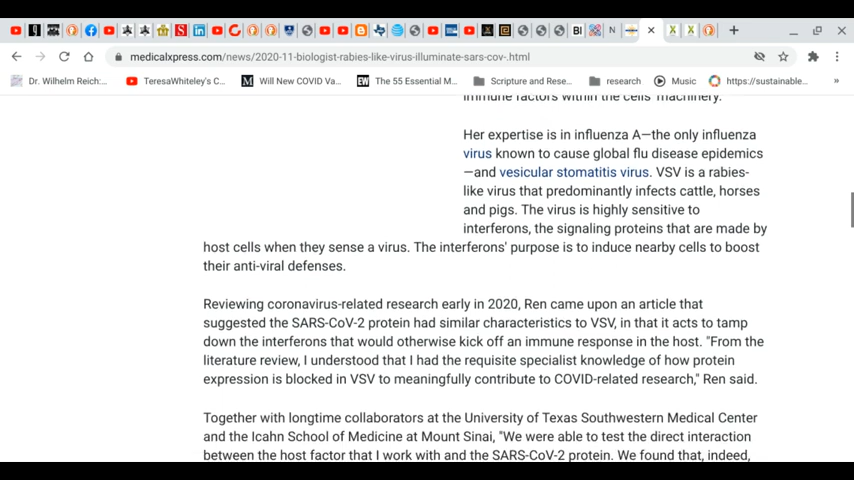 medicalxpress.com/news/2020-11-biologist-rabies-like-virus-illuminate-sars-cov-.html
Dr. Wilhelm Reich:... TeresaWhiteley's C... Will New COVID Va... The 55 Essential M... Scripture and Rese... research Music https://sustainable... »
immune factors within the cells' machinery.
Her expertise is in influenza A—the only influenza
virus known to cause global flu disease epidemics
—and vesicular stomatitis virus. VSV is a rabies-
like virus that predominantly infects cattle, horses
and pigs. The virus is highly sensitive to
interferons, the signaling proteins that are made by
host cells when they sense a virus. The interferons' purpose is to induce nearby cells to boost
their anti-viral defenses.
Reviewing coronavirus-related research early in 2020, Ren came upon an article that
suggested the SARS-CoV-2 protein had similar characteristics to VSV, in that it acts to tamp
down the interferons that would otherwise kick off an immune response in the host. "From the
literature review, I understood that I had the requisite specialist knowledge of how protein
expression is blocked in VSV to meaningfully contribute to COVID-related research," Ren said.
Together with longtime collaborators at the University of Texas Southwestern Medical Center
and the Icahn School of Medicine at Mount Sinai, "We were able to test the direct interaction
between the host factor that I work with and the SARS-CoV-2 protein. We found that, indeed,